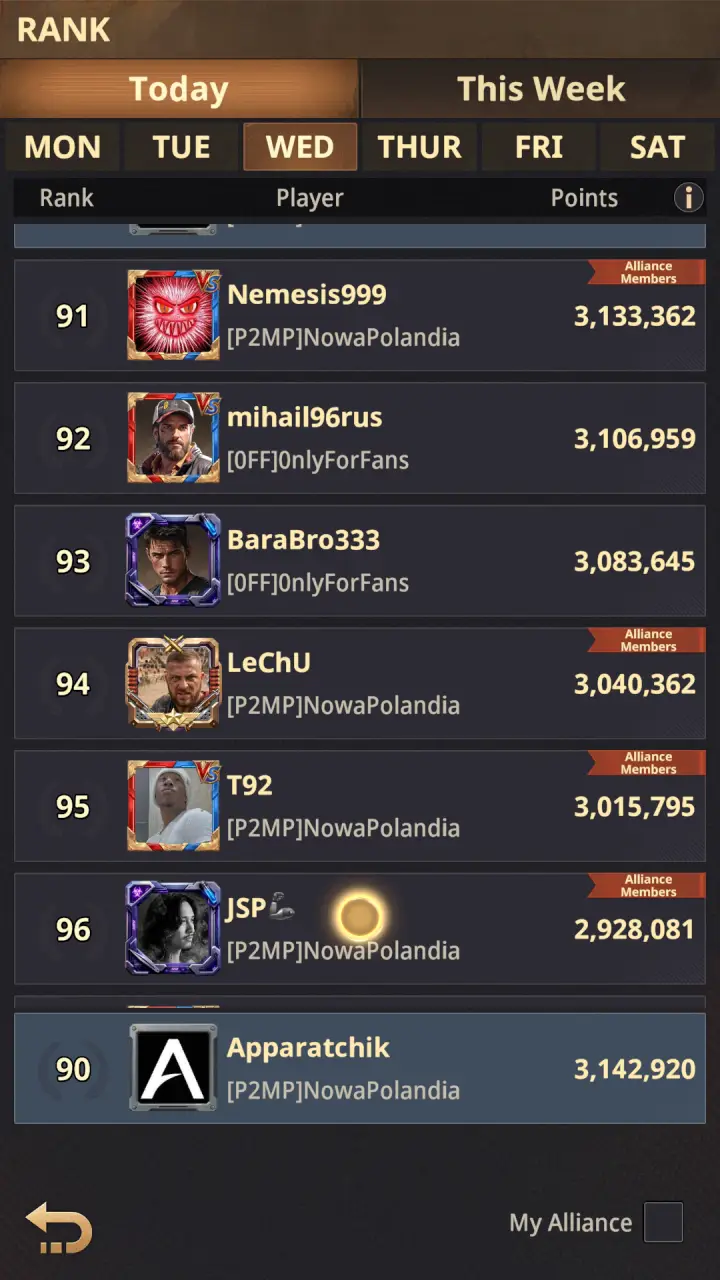 RANK
Today
This Week
MON
TUE
WED
THUR
FRI
SAT
Rank
Player
Points
Alliance
Members
91
Nemesis999
[P2MP]NowaPolandia
3,133,362
92
mihail96rus
[0FF]0nlyForFans
3,106,959
93
BaraBro333
[0FF]0nlyForFans
3,083,645
Alliance
Members
94
LeChU
[P2MP]NowaPolandia
3,040,362
Alliance
Members
95
T92
[P2MP]NowaPolandia
3,015,795
Alliance
Members
96
JSP💪
[P2MP]NowaPolandia
2,928,081
90
Apparatchik
[P2MP]NowaPolandia
3,142,920
My Alliance